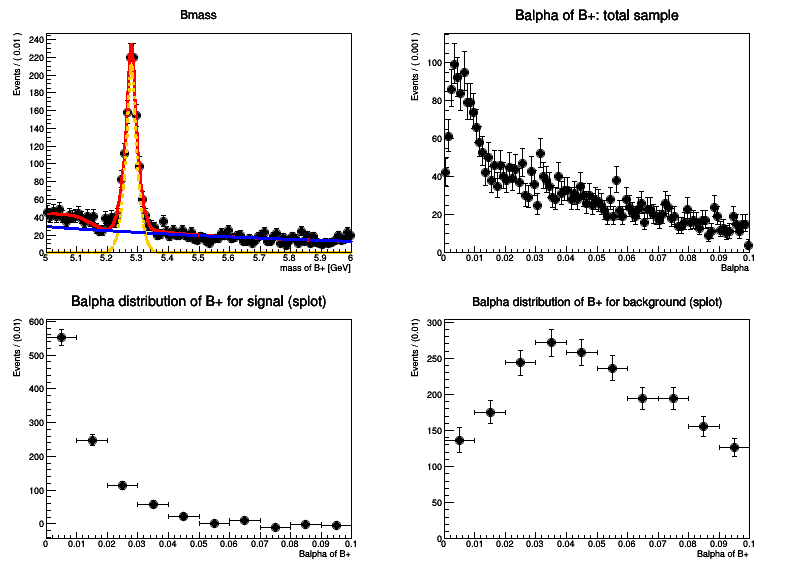 Bmass
Events / ( 0.01 )
240
220
200
180
160
140
120
100
80
60
40
20
0
5 5.1 5.2 5.3 5.4 5.5 5.6 5.7 5.8 5.9 6
mass of B+ [GeV]
Balpha of B+: total sample
Events / ( 0.001 )
100
80
60
40
20
0
0 0.01 0.02 0.03 0.04 0.05 0.06 0.07 0.08 0.09 0.1
Balpha
Balpha distribution of B+ for signal (splot)
Events / (0.01)
600
500
400
300
200
100
0
0 0.01 0.02 0.03 0.04 0.05 0.06 0.07 0.08 0.09 0.1
Balpha of B+
Balpha distribution of B+ for background (splot)
Events / (0.01)
300
250
200
150
100
50
0
0 0.01 0.02 0.03 0.04 0.05 0.06 0.07 0.08 0.09 0.1
Balpha of B+